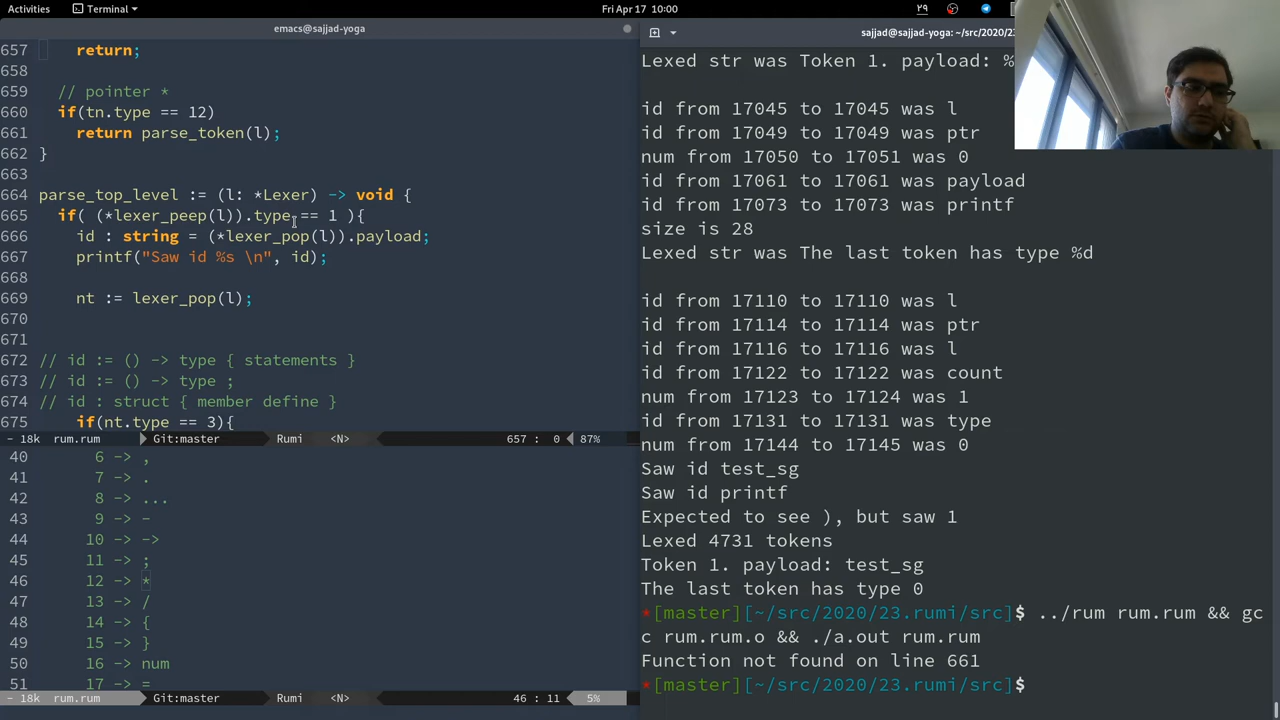 Activities
Terminal
Fri Apr 17 10:00
۲۹
emacs@sajjad-yoga
sajjad@sajjad-yoga: ~/src/2020/23
657 return;
658
659 // pointer *
660 if(tn.type == 12)
661 return parse_token(l);
662 }
663
664 parse_top_level := (l: *Lexer) -> void {
665 if( (*lexer_peep(l)).type == 1 ){
666 id : string = (*lexer_pop(l)).payload;
667 printf("Saw id %s \n", id);
668
669 nt := lexer_pop(l);
670
671
672 // id := () -> type { statements }
673 // id := () -> type ;
674 // id : struct { member define }
675 if(nt.type == 3){
- 18k rum.rum Git:master Rumi <N> 657 : 0 87%
40 6 -> ,
41 7 -> .
42 8 -> ...
43 9 -> -
44 10 -> ->
45 11 -> ;
46 12 -> *
47 13 -> /
48 14 -> {
49 15 -> }
50 16 -> num
51 17 -> =
- 18k rum.rum Git:master Rumi <N> 46 : 11 5%
Lexed str was Token 1. payload: %
id from 17045 to 17045 was l
id from 17049 to 17049 was ptr
num from 17050 to 17051 was 0
id from 17061 to 17061 was payload
id from 17073 to 17073 was printf
size is 28
Lexed str was The last token has type %d
id from 17110 to 17110 was l
id from 17114 to 17114 was ptr
id from 17116 to 17116 was l
id from 17122 to 17122 was count
num from 17123 to 17124 was 1
id from 17131 to 17131 was type
num from 17144 to 17145 was 0
Saw id test_sg
Saw id printf
Expected to see ), but saw 1
Lexed 4731 tokens
Token 1. payload: test_sg
The last token has type 0
*[master][~/src/2020/23.rumi/src]$ ../rum rum.rum && gc
c rum.rum.o && ./a.out rum.rum
Function not found on line 661
*[master][~/src/2020/23.rumi/src]$